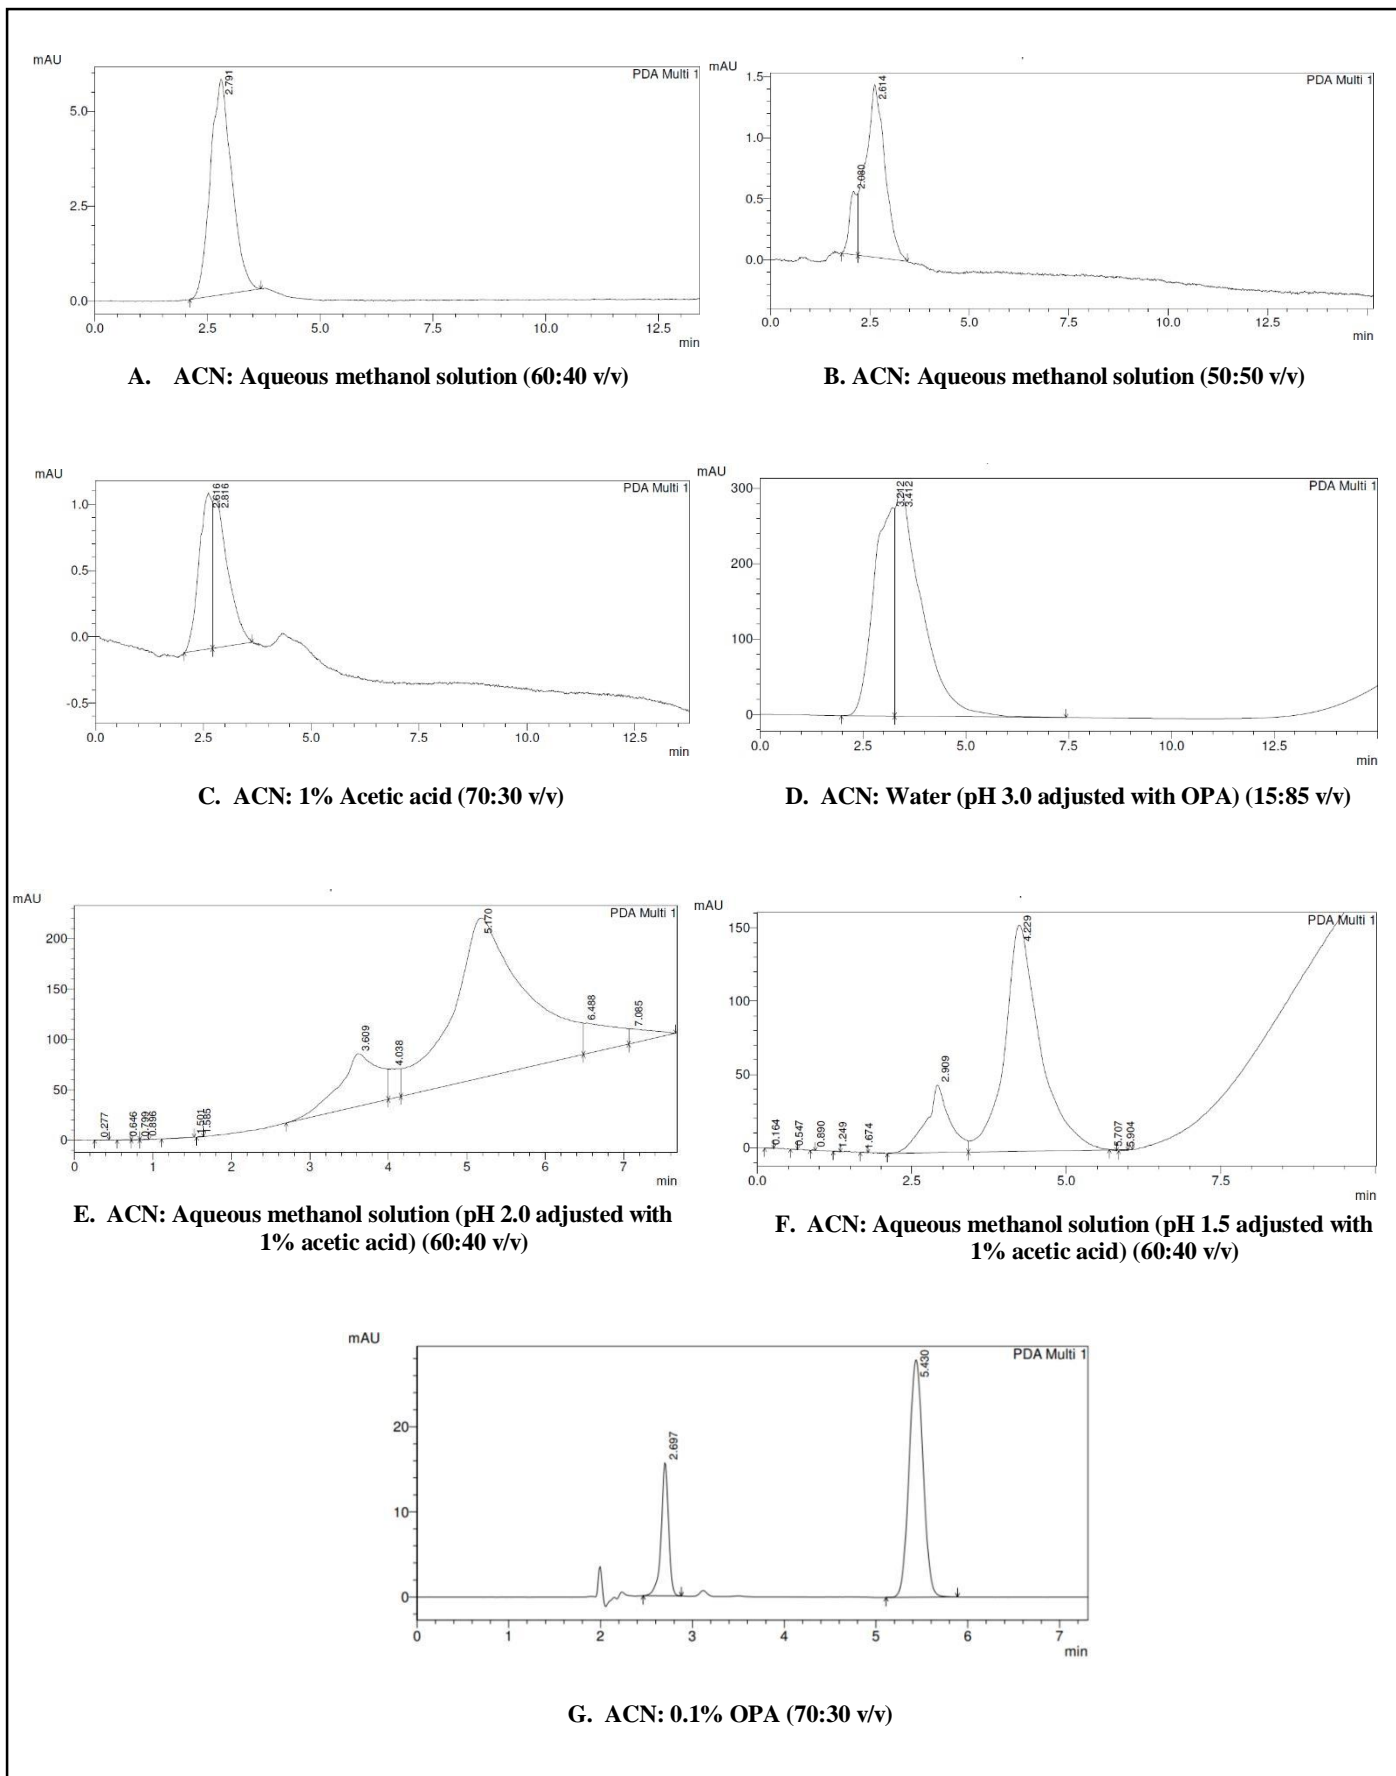 mAU
PDA Multi 1
2.791
5.0
2.5
0.0
0.0 2.5 5.0 7.5 10.0 12.5
min
A. ACN: Aqueous methanol solution (60:40 v/v)
mAU
PDA Multi 1
1.5
2.614
1.0
2.080
0.5
0.0
0.0 2.5 5.0 7.5 10.0 12.5
min
B. ACN: Aqueous methanol solution (50:50 v/v)
mAU
PDA Multi 1
2.616
2.816
1.0
0.5
0.0
-0.5
0.0 2.5 5.0 7.5 10.0 12.5
min
C. ACN: 1% Acetic acid (70:30 v/v)
mAU
PDA Multi 1
300
3.212
3.412
200
100
0
0.0 2.5 5.0 7.5 10.0 12.5
min
D. ACN: Water (pH 3.0 adjusted with OPA) (15:85 v/v)
mAU
PDA Multi 1
5.170
200
150
6.488
7.085
100
3.609
4.038
50
0.277
0.646
0.799
0.896
1.501
1.585
0
0 1 2 3 4 5 6 7
min
E. ACN: Aqueous methanol solution (pH 2.0 adjusted with
1% acetic acid) (60:40 v/v)
mAU
PDA Multi 1
150
4.229
100
2.909
50
0.164
0.547
0.890
1.249
1.674
5.707
5.904
0
0.0 2.5 5.0 7.5
min
F. ACN: Aqueous methanol solution (pH 1.5 adjusted with
1% acetic acid) (60:40 v/v)
mAU
PDA Multi 1
5.430
20
2.697
10
0
0 1 2 3 4 5 6 7
min
G. ACN: 0.1% OPA (70:30 v/v)